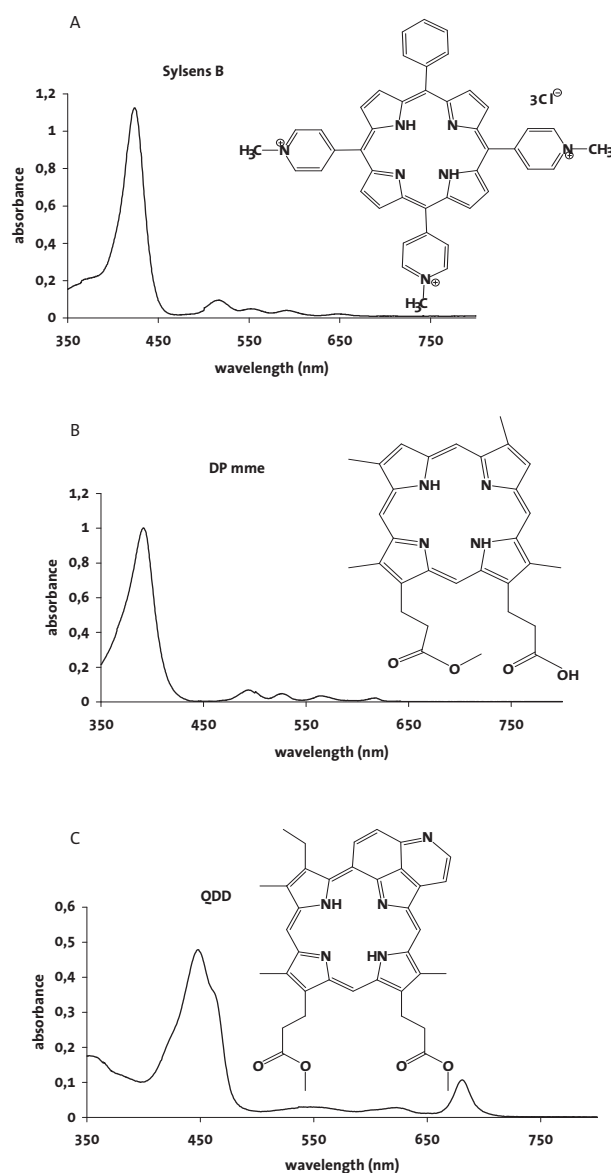 A
Sylsens B
1,2
1
0,8
0,6
0,4
0,2
0
absorbance
350 450 550 650 750
wavelength (nm)
3Cl⊖
NH N
N NH
H3C N⊕
N⊕ CH3
N⊕
H3C
B
DP mme
1,2
1
0,8
0,6
0,4
0,2
0
absorbance
350 450 550 650 750
wavelength (nm)
NH N
N NH
O O
O OH
C
QDD
0,6
0,5
0,4
0,3
0,2
0,1
0
absorbance
350 450 550 650 750
wavelength (nm)
N
NH N
N HN
O O
O O